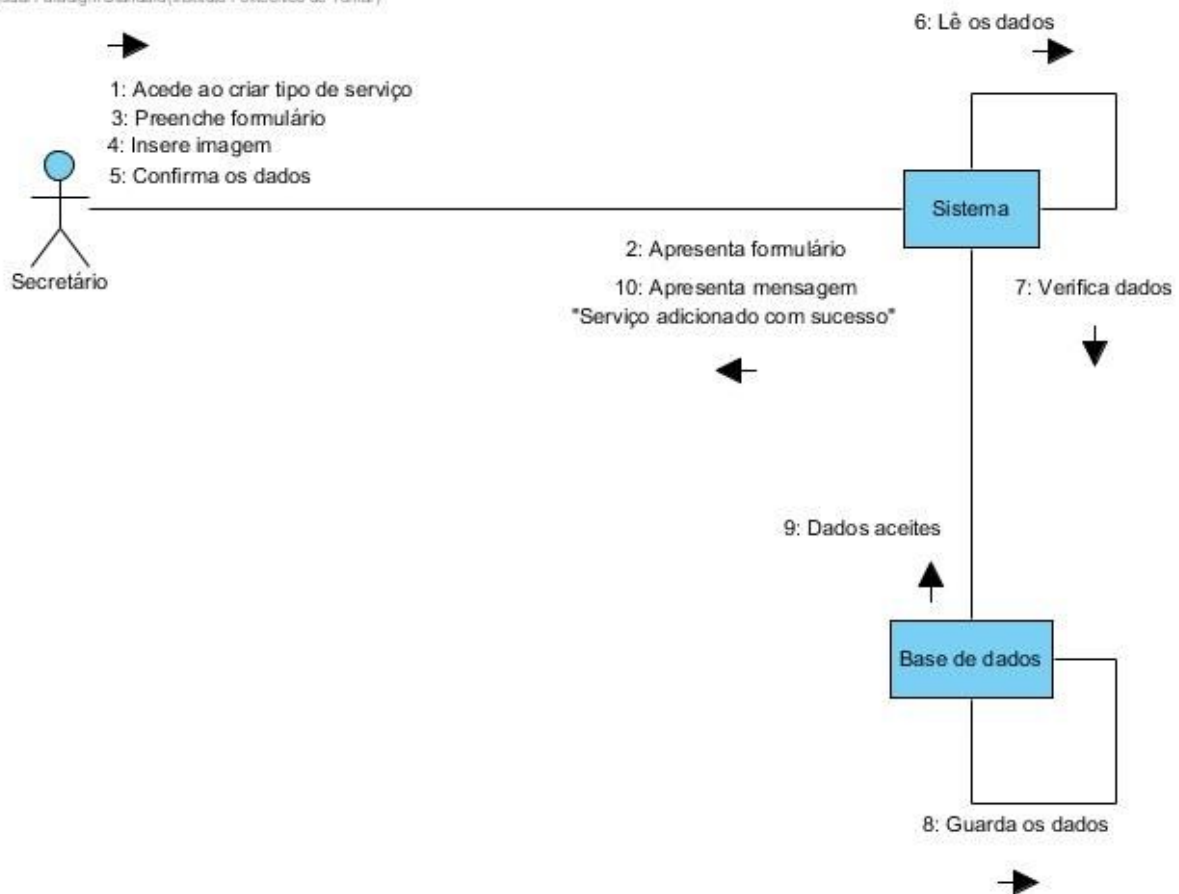 6: Lê os dados
1: Acede ao criar tipo de serviço
3: Preenche formulário
4: Insere imagem
5: Confirma os dados
Sistema
Secretário
2: Apresenta formulário
10: Apresenta mensagem
"Serviço adicionado com sucesso"
7: Verifica dados
9: Dados aceites
Base de dados
8: Guarda os dados